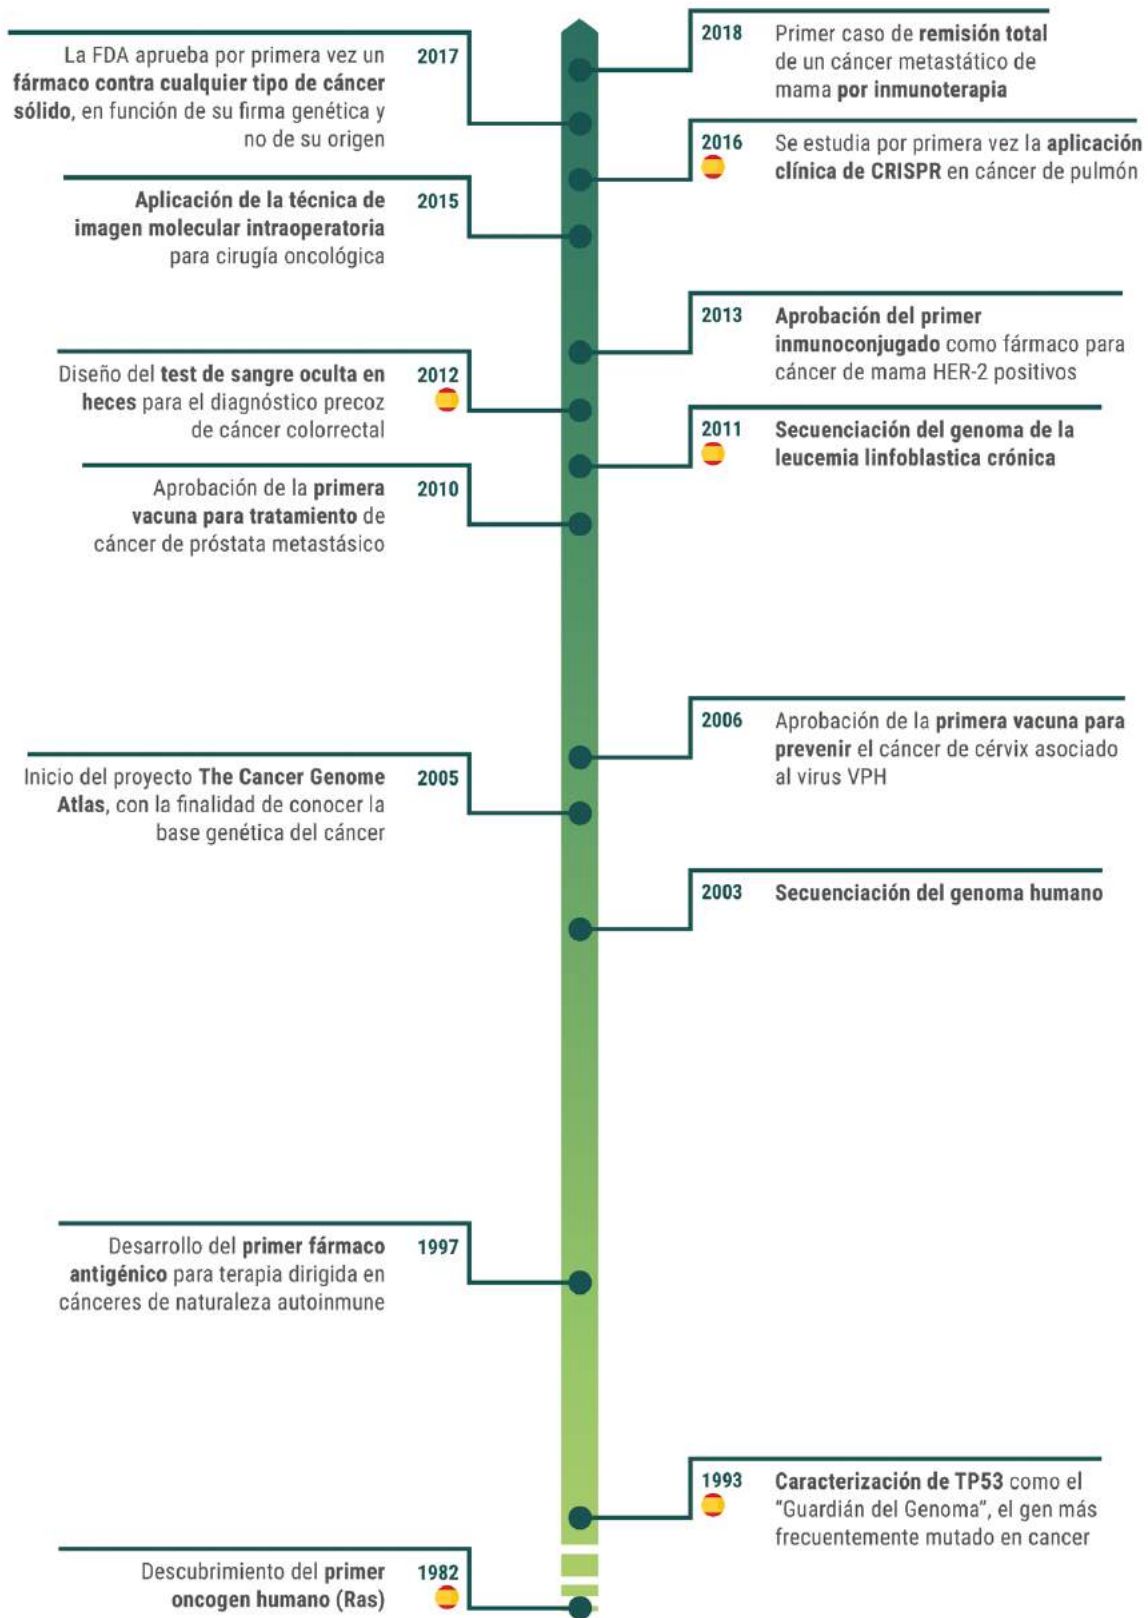 2018 Primer caso de remisión total
de un cáncer metastático de
mama por inmunoterapia
La FDA aprueba por primera vez un 2017
fármaco contra cualquier tipo de cáncer
sólido, en función de su firma genética y
no de su origen
2016 Se estudia por primera vez la aplicación
clínica de CRISPR en cáncer de pulmón
Aplicación de la técnica de 2015
imagen molecular intraoperatoria
para cirugía oncológica
2013 Aprobación del primer
inmunoconjugado como fármaco para
cáncer de mama HER-2 positivos
Diseño del test de sangre oculta en 2012
heces para el diagnóstico precoz
de cáncer colorrectal
2011 Secuenciación del genoma de la
leucemia linfoblastica crónica
Aprobación de la primera 2010
vacuna para tratamiento de
cáncer de próstata metastásico
2006 Aprobación de la primera vacuna para
prevenir el cáncer de cérvix asociado
al virus VPH
Inicio del proyecto The Cancer Genome 2005
Atlas, con la finalidad de conocer la
base genética del cáncer
2003 Secuenciación del genoma humano
Desarrollo del primer fármaco 1997
antigénico para terapia dirigida en
cánceres de naturaleza autoinmune
1993 Caracterización de TP53 como el
“Guardián del Genoma”, el gen más
frecuentemente mutado en cancer
Descubrimiento del primer 1982
oncogen humano (Ras)